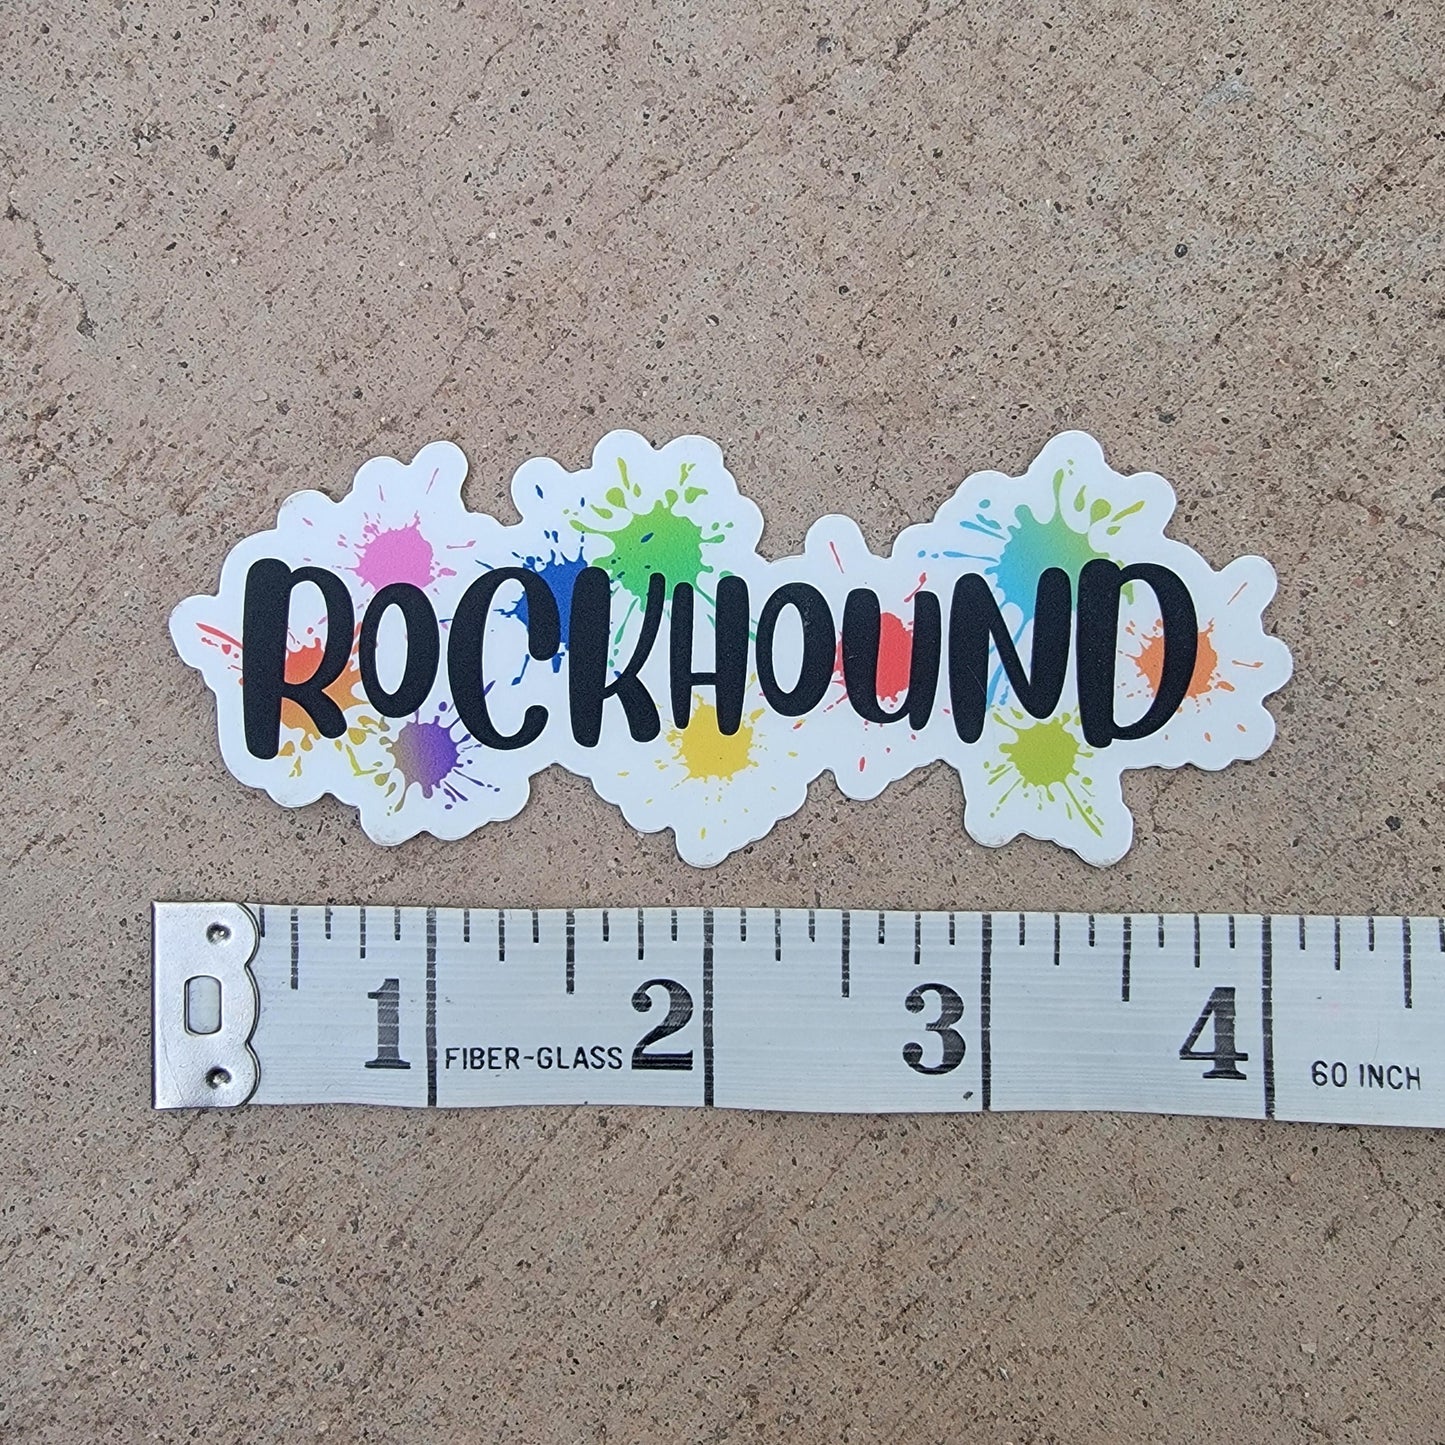 ROCKHOUND
1 2 3 4
FIBER-GLASS 60 INCH